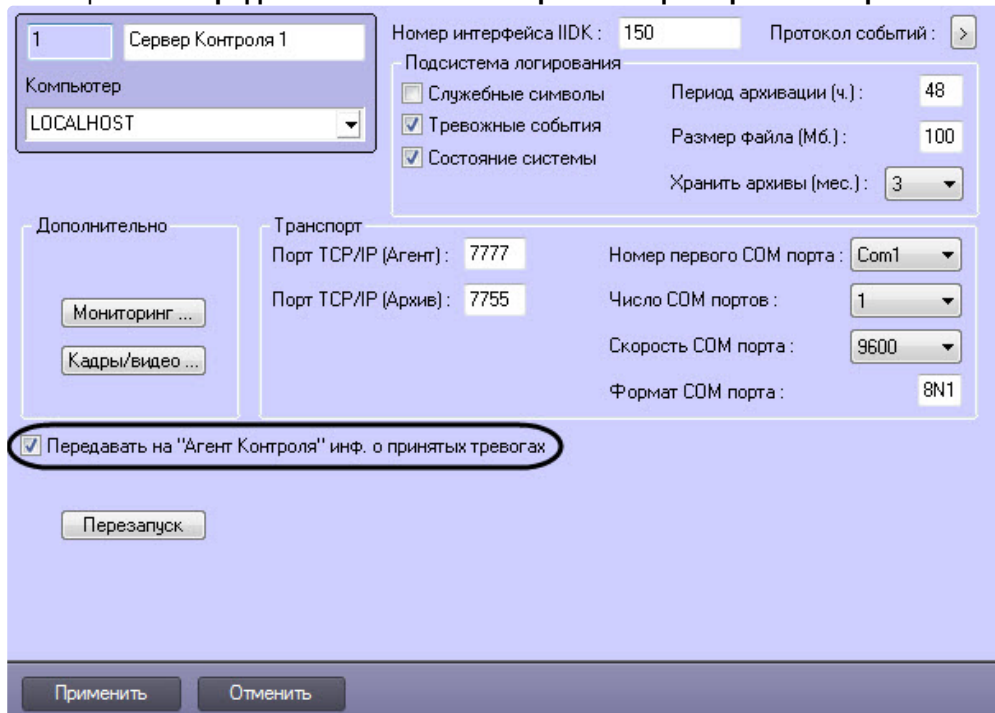 1
Сервер Контроля 1
Компьютер
LOCALHOST
Номер интерфейса IIDK :
150
Протокол событий :
>
Подсистема логирования
Служебные символы
Тревожные события
Состояние системы
Период архивации (ч.) :
48
Размер файла (Мб.) :
100
Хранить архивы (мес.) :
3
Дополнительно
Мониторинг ...
Кадры/видео ...
Транспорт
Порт TCP/IP (Агент) :
7777
Порт TCP/IP (Архив) :
7755
Номер первого COM порта :
Com1
Число COM портов :
1
Скорость COM порта :
9600
Формат COM порта :
8N1
Передавать на "Агент Контроля" инф. о принятых тревогах
Перезапуск
Применить
Отменить